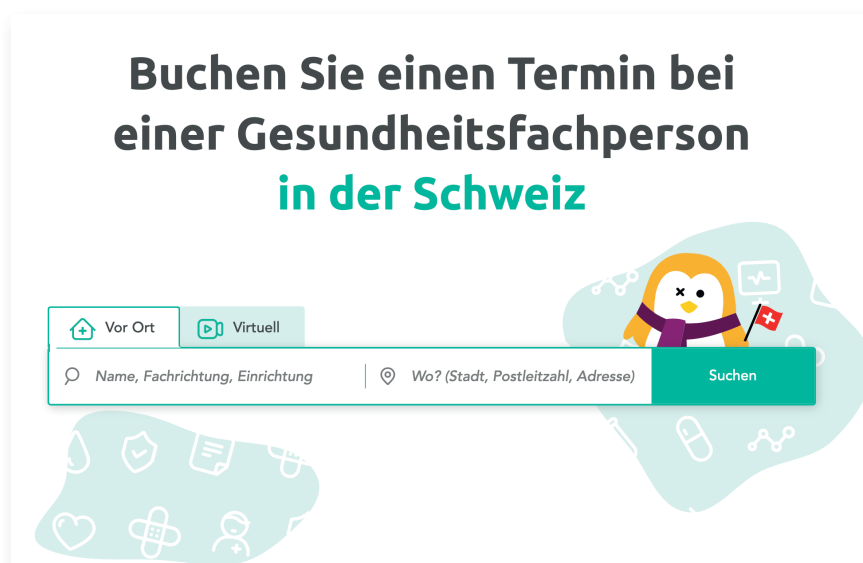 Buchen Sie einen Termin bei
einer Gesundheitsfachperson
in der Schweiz
Vor Ort
Virtuell
Name, Fachrichtung, Einrichtung
Wo? (Stadt, Postleitzahl, Adresse)
Suchen